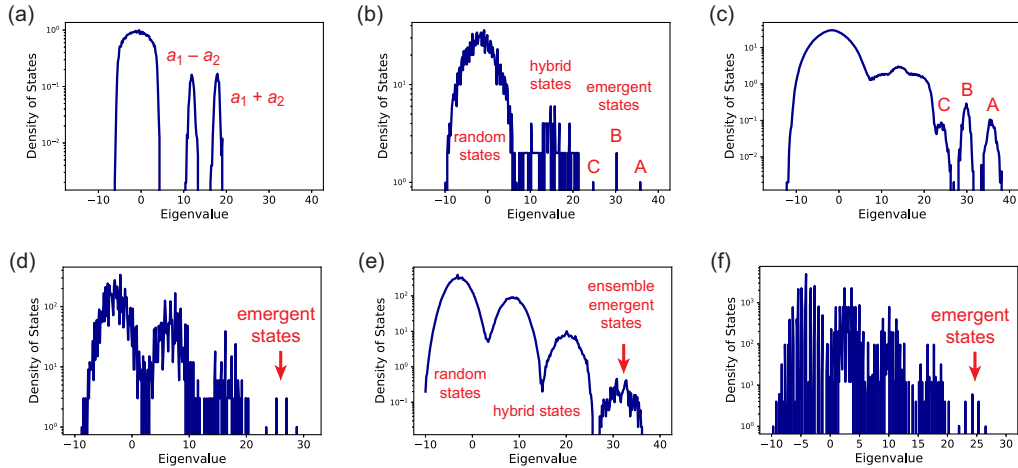 (a)
Density of States
10⁰
10⁻¹
10⁻²
a₁ – a₂
a₁ + a₂
−10 0 10 20 30 40
Eigenvalue
(b)
Density of States
10¹
10⁰
random
states
hybrid
states
emergent
states
C
B
A
−10 0 10 20 30 40
Eigenvalue
(c)
Density of States
10¹
10⁰
10⁻¹
10⁻²
C
B
A
−10 0 10 20 30 40
Eigenvalue
(d)
Density of States
10²
10¹
10⁰
emergent
states
−10 0 10 20 30
Eigenvalue
(e)
Density of States
10²
10¹
10⁰
10⁻¹
random
states
hybrid states
ensemble
emergent
states
−10 0 10 20 30 40
Eigenvalue
(f)
Density of States
10³
10²
10¹
10⁰
emergent
states
−10 −5 0 5 10 15 20 25 30
Eigenvalue